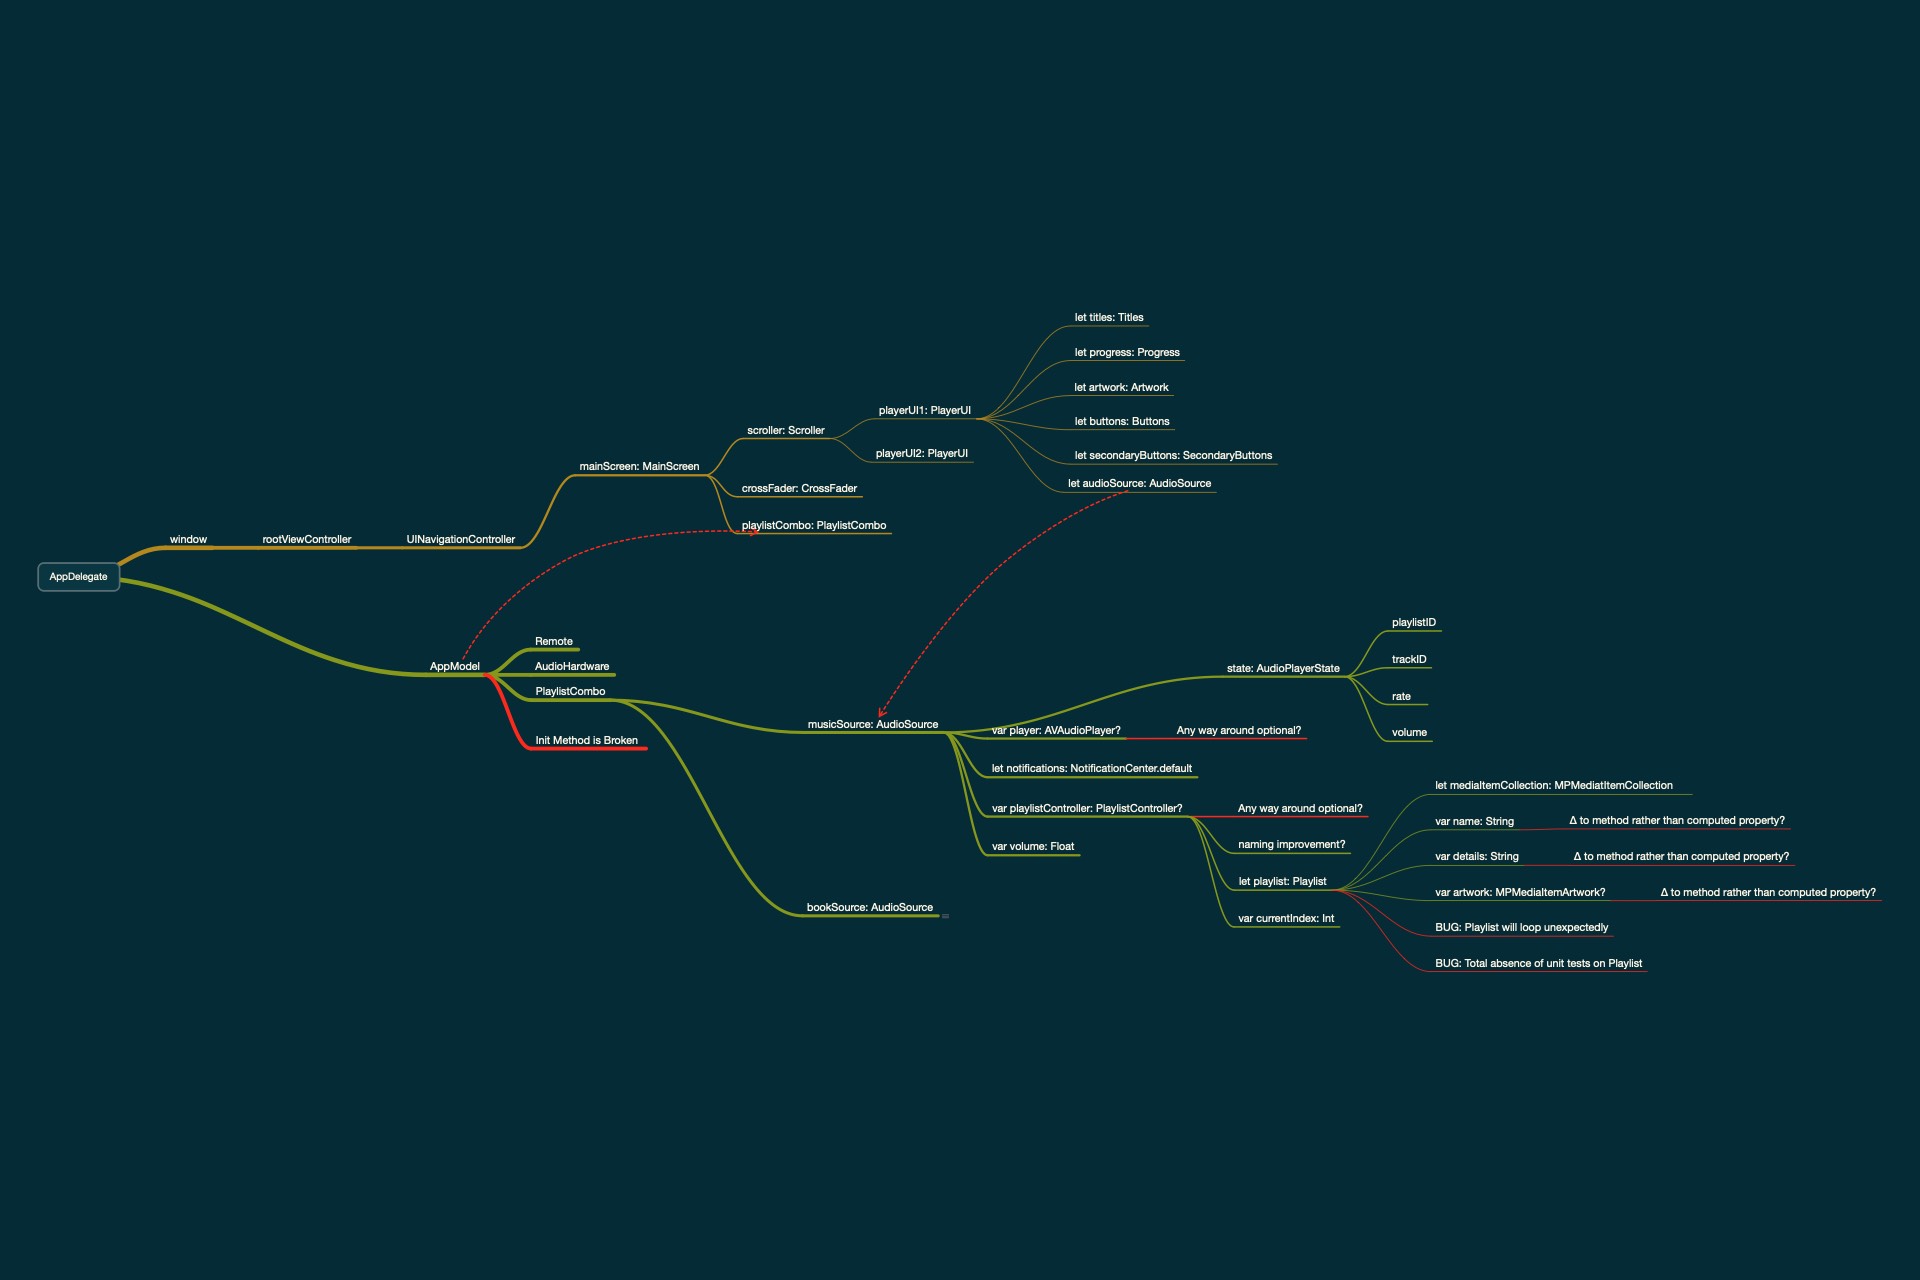 AppDelegate
window
rootViewController
UINavigationController
mainScreen: MainScreen
scroller: Scroller
playerUI1: PlayerUI
let titles: Titles
let progress: Progress
let artwork: Artwork
let buttons: Buttons
let secondaryButtons: SecondaryButtons
let audioSource: AudioSource
playerUI2: PlayerUI
crossFader: CrossFader
playlistCombo: PlaylistCombo
AppModel
Remote
AudioHardware
PlaylistCombo
musicSource: AudioSource
state: AudioPlayerState
playlistID
trackID
rate
volume
var player: AVAudioPlayer?
Any way around optional?
let notifications: NotificationCenter.default
var playlistController: PlaylistController?
Any way around optional?
naming improvement?
let playlist: Playlist
let mediaItemCollection: MPMediatItemCollection
var name: String
Δ to method rather than computed property?
var details: String
Δ to method rather than computed property?
var artwork: MPMediaItemArtwork?
Δ to method rather than computed property?
BUG: Playlist will loop unexpectedly
BUG: Total absence of unit tests on Playlist
var currentIndex: Int
var volume: Float
bookSource: AudioSource
Init Method is Broken